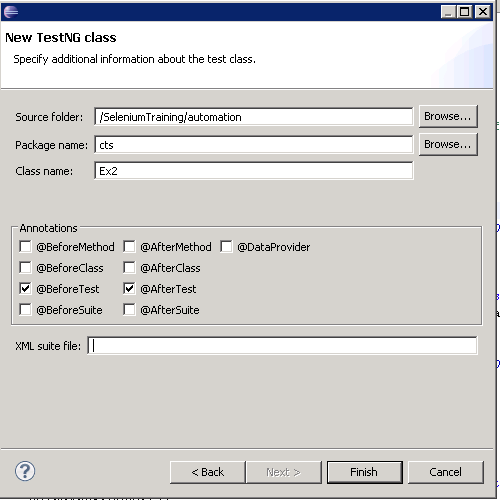 New TestNG class
Specify additional information about the test class.
Source folder: /SeleniumTraining/automation Browse...
Package name: cts Browse...
Class name: Ex2
Annotations
@BeforeMethod @AfterMethod @DataProvider
@BeforeClass @AfterClass
@BeforeTest @AfterTest
@BeforeSuite @AfterSuite
XML suite file:
? < Back Next > Finish Cancel